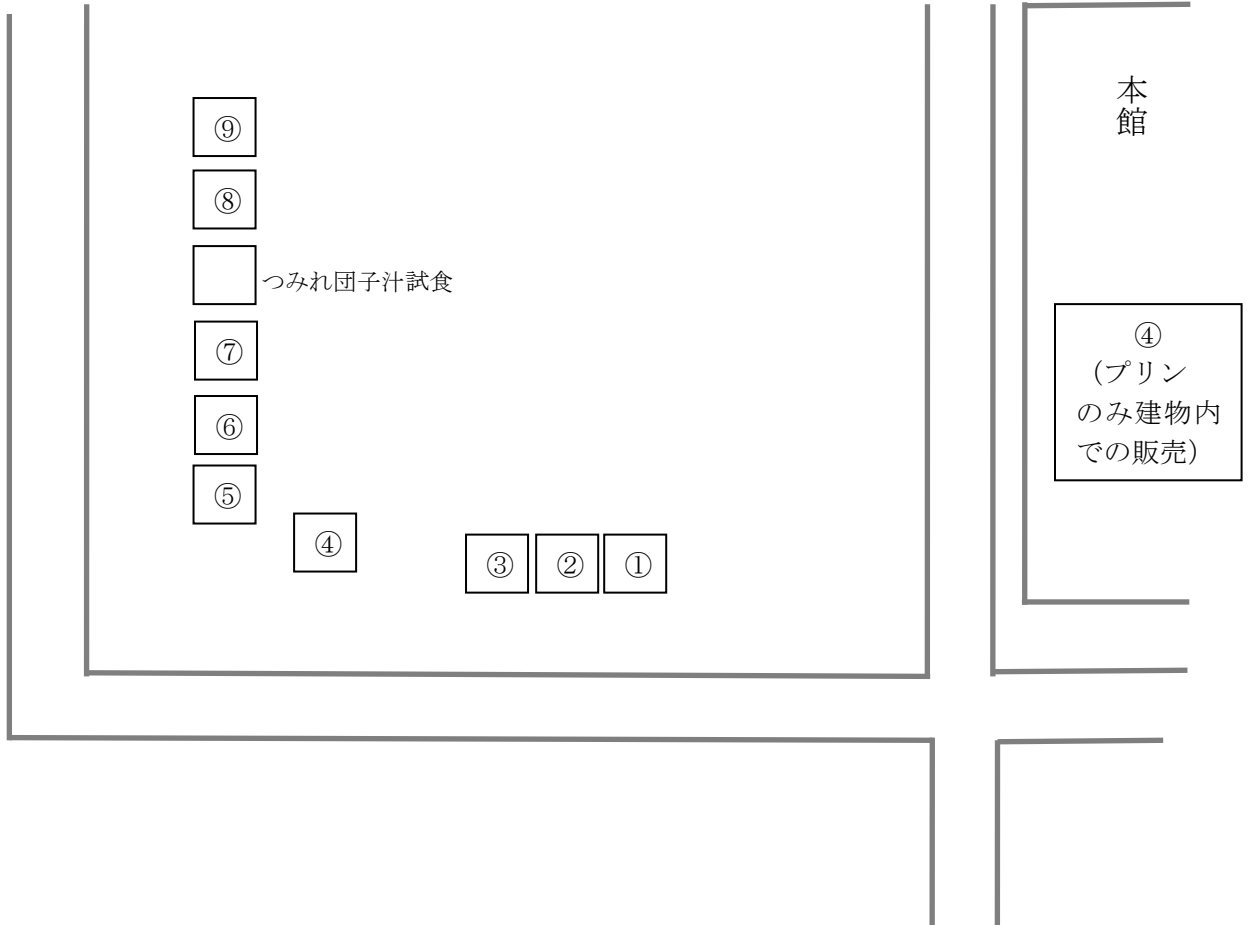 本館
⑨
⑧
つみれ団子汁試食
⑦
⑥
⑤
④
③
②
①
④
（プリン
のみ建物内
での販売）